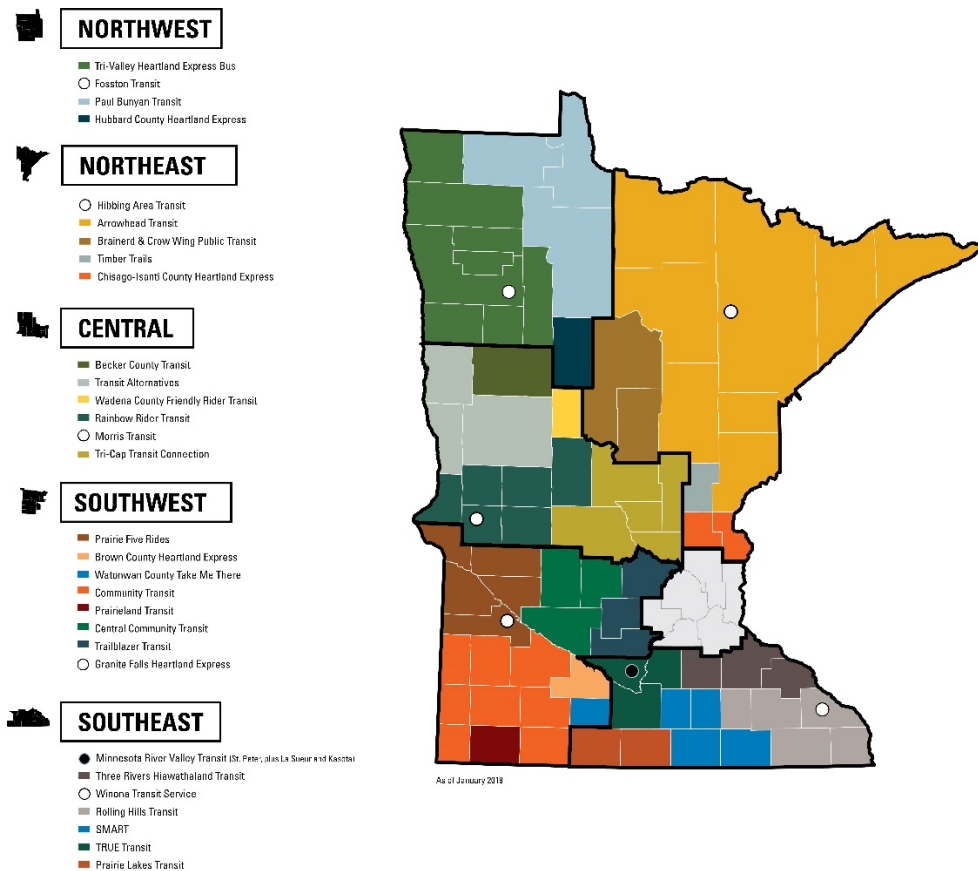 NORTHWEST
Tri-Valley Heartland Express Bus
Fosston Transit
Paul Bunyan Transit
Hubbard County Heartland Express
NORTHEAST
Hibbing Area Transit
Arrowhead Transit
Brainerd & Crow Wing Public Transit
Timber Trails
Chisago-Isanti County Heartland Express
CENTRAL
Becker County Transit
Transit Alternatives
Wadena County Friendly Rider Transit
Rainbow Rider Transit
Morris Transit
Tri-Cap Transit Connection
SOUTHWEST
Prairie Five Rides
Brown County Heartland Express
Watonwan County Take Me There
Community Transit
Prairieland Transit
Central Community Transit
Trailblazer Transit
Granite Falls Heartland Express
SOUTHEAST
Minnesota River Valley Transit (St. Peter, plus La Sueur and Kasota)
Three Rivers Hiawathaland Transit
Winona Transit Service
Rolling Hills Transit
SMART
TRUE Transit
Prairie Lakes Transit
As of January 2018